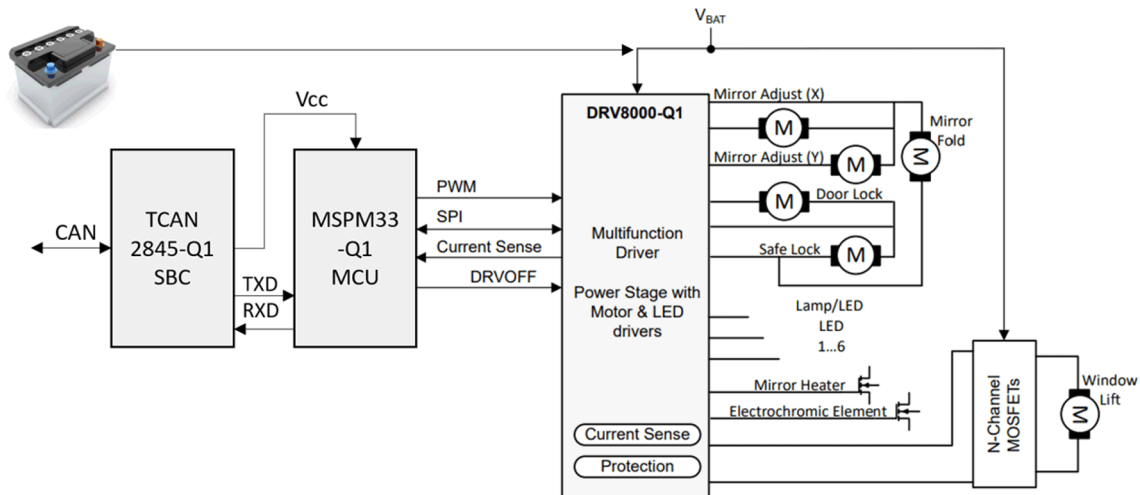 VBAT
Vcc
DRV8000-Q1
Mirror Adjust (X)
Mirror
Fold
M
M
Mirror Adjust (Y)
M
TCAN
2845-Q1
SBC
MSPM33
-Q1
MCU
CAN
TXD
RXD
PWM
SPI
Current Sense
DRVOFF
Multifunction
Driver
Power Stage with
Motor & LED
drivers
M
Door Lock
Safe Lock
M
Lamp/LED
LED
1...6
Mirror Heater
Electrochromic Element
N-Channel
MOSFETs
Window
Lift
M
Current Sense
Protection